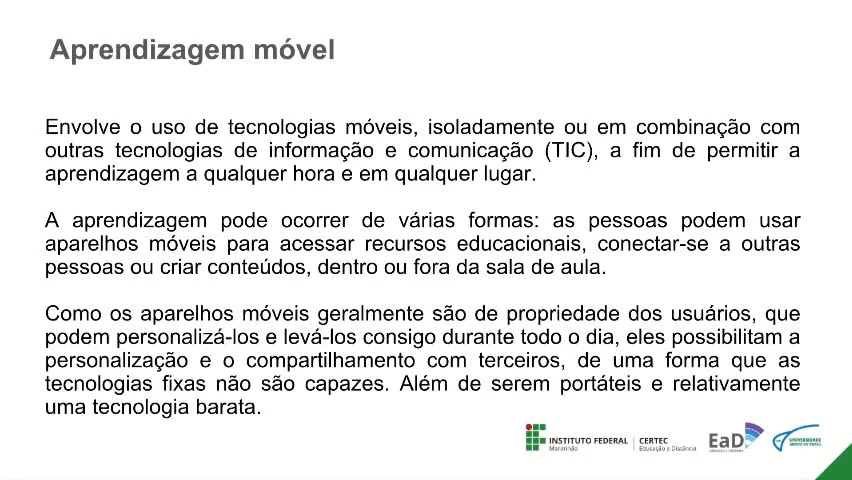 Aprendizagem móvel
Envolve o uso de tecnologias móveis, isoladamente ou em combinação com
outras tecnologias de informação e comunicação (TIC), a fim de permitir a
aprendizagem a qualquer hora e em qualquer lugar.
A aprendizagem pode ocorrer de várias formas: as pessoas podem usar
aparelhos móveis para acessar recursos educacionais, conectar-se a outras
pessoas ou criar conteúdos, dentro ou fora da sala de aula.
Como os aparelhos móveis geralmente são de propriedade dos usuários, que
podem personalizá-los e levá-los consigo durante todo o dia, eles possibilitam a
personalização e o compartilhamento com terceiros, de uma forma que as
tecnologias fixas não são capazes. Além de serem portáteis e relativamente
uma tecnologia barata.
INSTITUTO FEDERAL
Maranhão
CERTEC
Educação a Distância
EaD
UNIVERSIDADE
ABERTA DO BRASIL